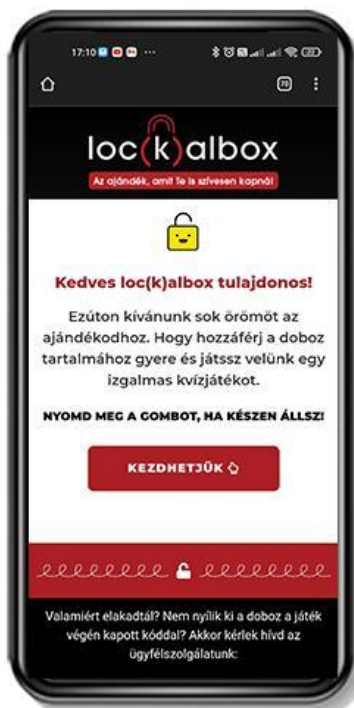 17:10
70
loc(k)albox
Az ajándék, amit Te is szívesen kapnál
Kedves loc(k)albox tulajdonos!
Ezúton kívánunk sok örömöt az
ajándékodhoz. Hogy hozzáférj a doboz
tartalmához gyere és játssz velünk egy
izgalmas kvízjátékot.
NYOMD MEG A GOMBOT, HA KÉSZEN ÁLLSZ!
KEZDHETJÜK
Valamiért elakadtál? Nem nyílik ki a doboz a játék
végén kapott kóddal? Akkor kérlek hívd az
ügyfélszolgálatunk: